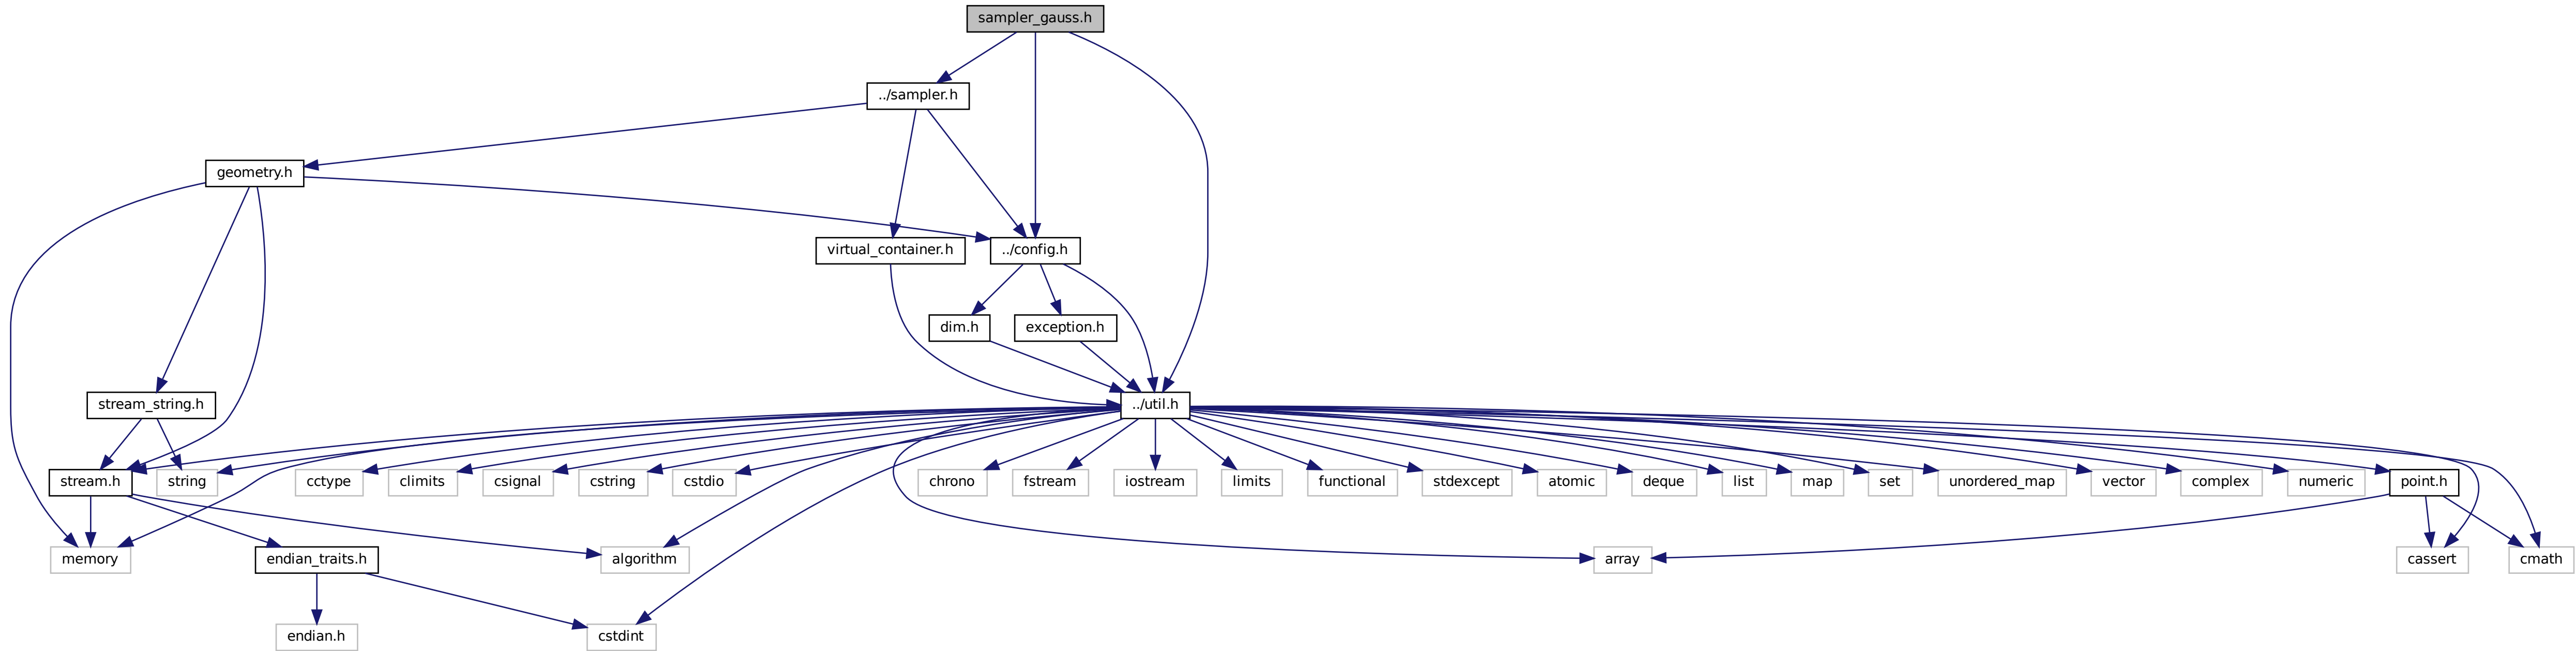 sampler_gauss.h
../sampler.h
geometry.h
virtual_container.h
../config.h
dim.h
exception.h
stream_string.h
../util.h
stream.h
string
cctype
climits
csignal
cstring
cstdio
chrono
fstream
iostream
limits
functional
stdexcept
atomic
deque
list
map
set
unordered_map
vector
complex
numeric
point.h
memory
endian_traits.h
algorithm
array
cassert
cmath
endian.h
cstdint